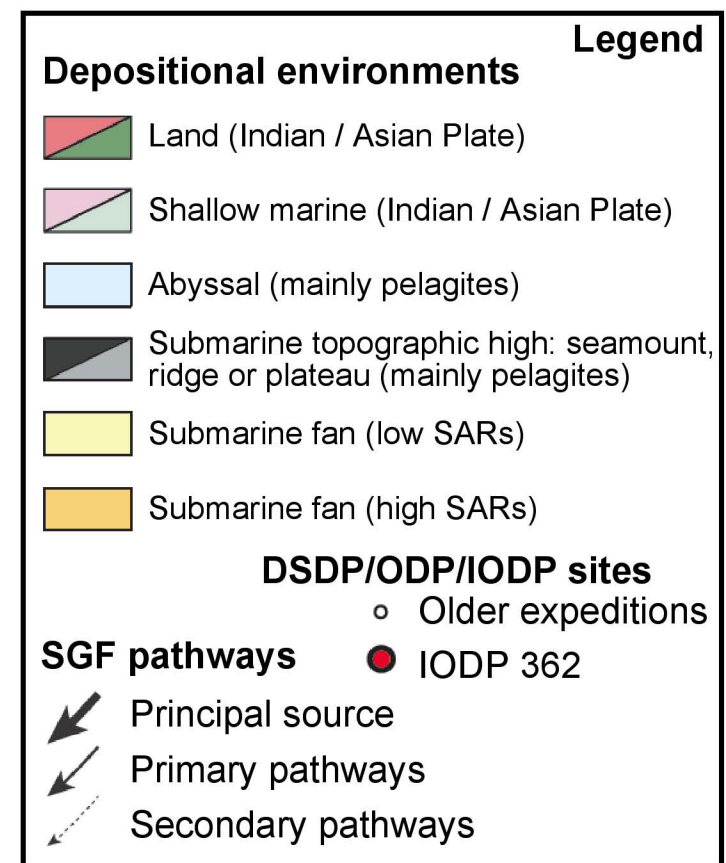 Legend
Depositional environments
Land (Indian / Asian Plate)
Shallow marine (Indian / Asian Plate)
Abyssal (mainly pelagites)
Submarine topographic high: seamount,
ridge or plateau (mainly pelagites)
Submarine fan (low SARs)
Submarine fan (high SARs)
DSDP/ODP/IODP sites
Older expeditions
IODP 362
SGF pathways
Principal source
Primary pathways
Secondary pathways